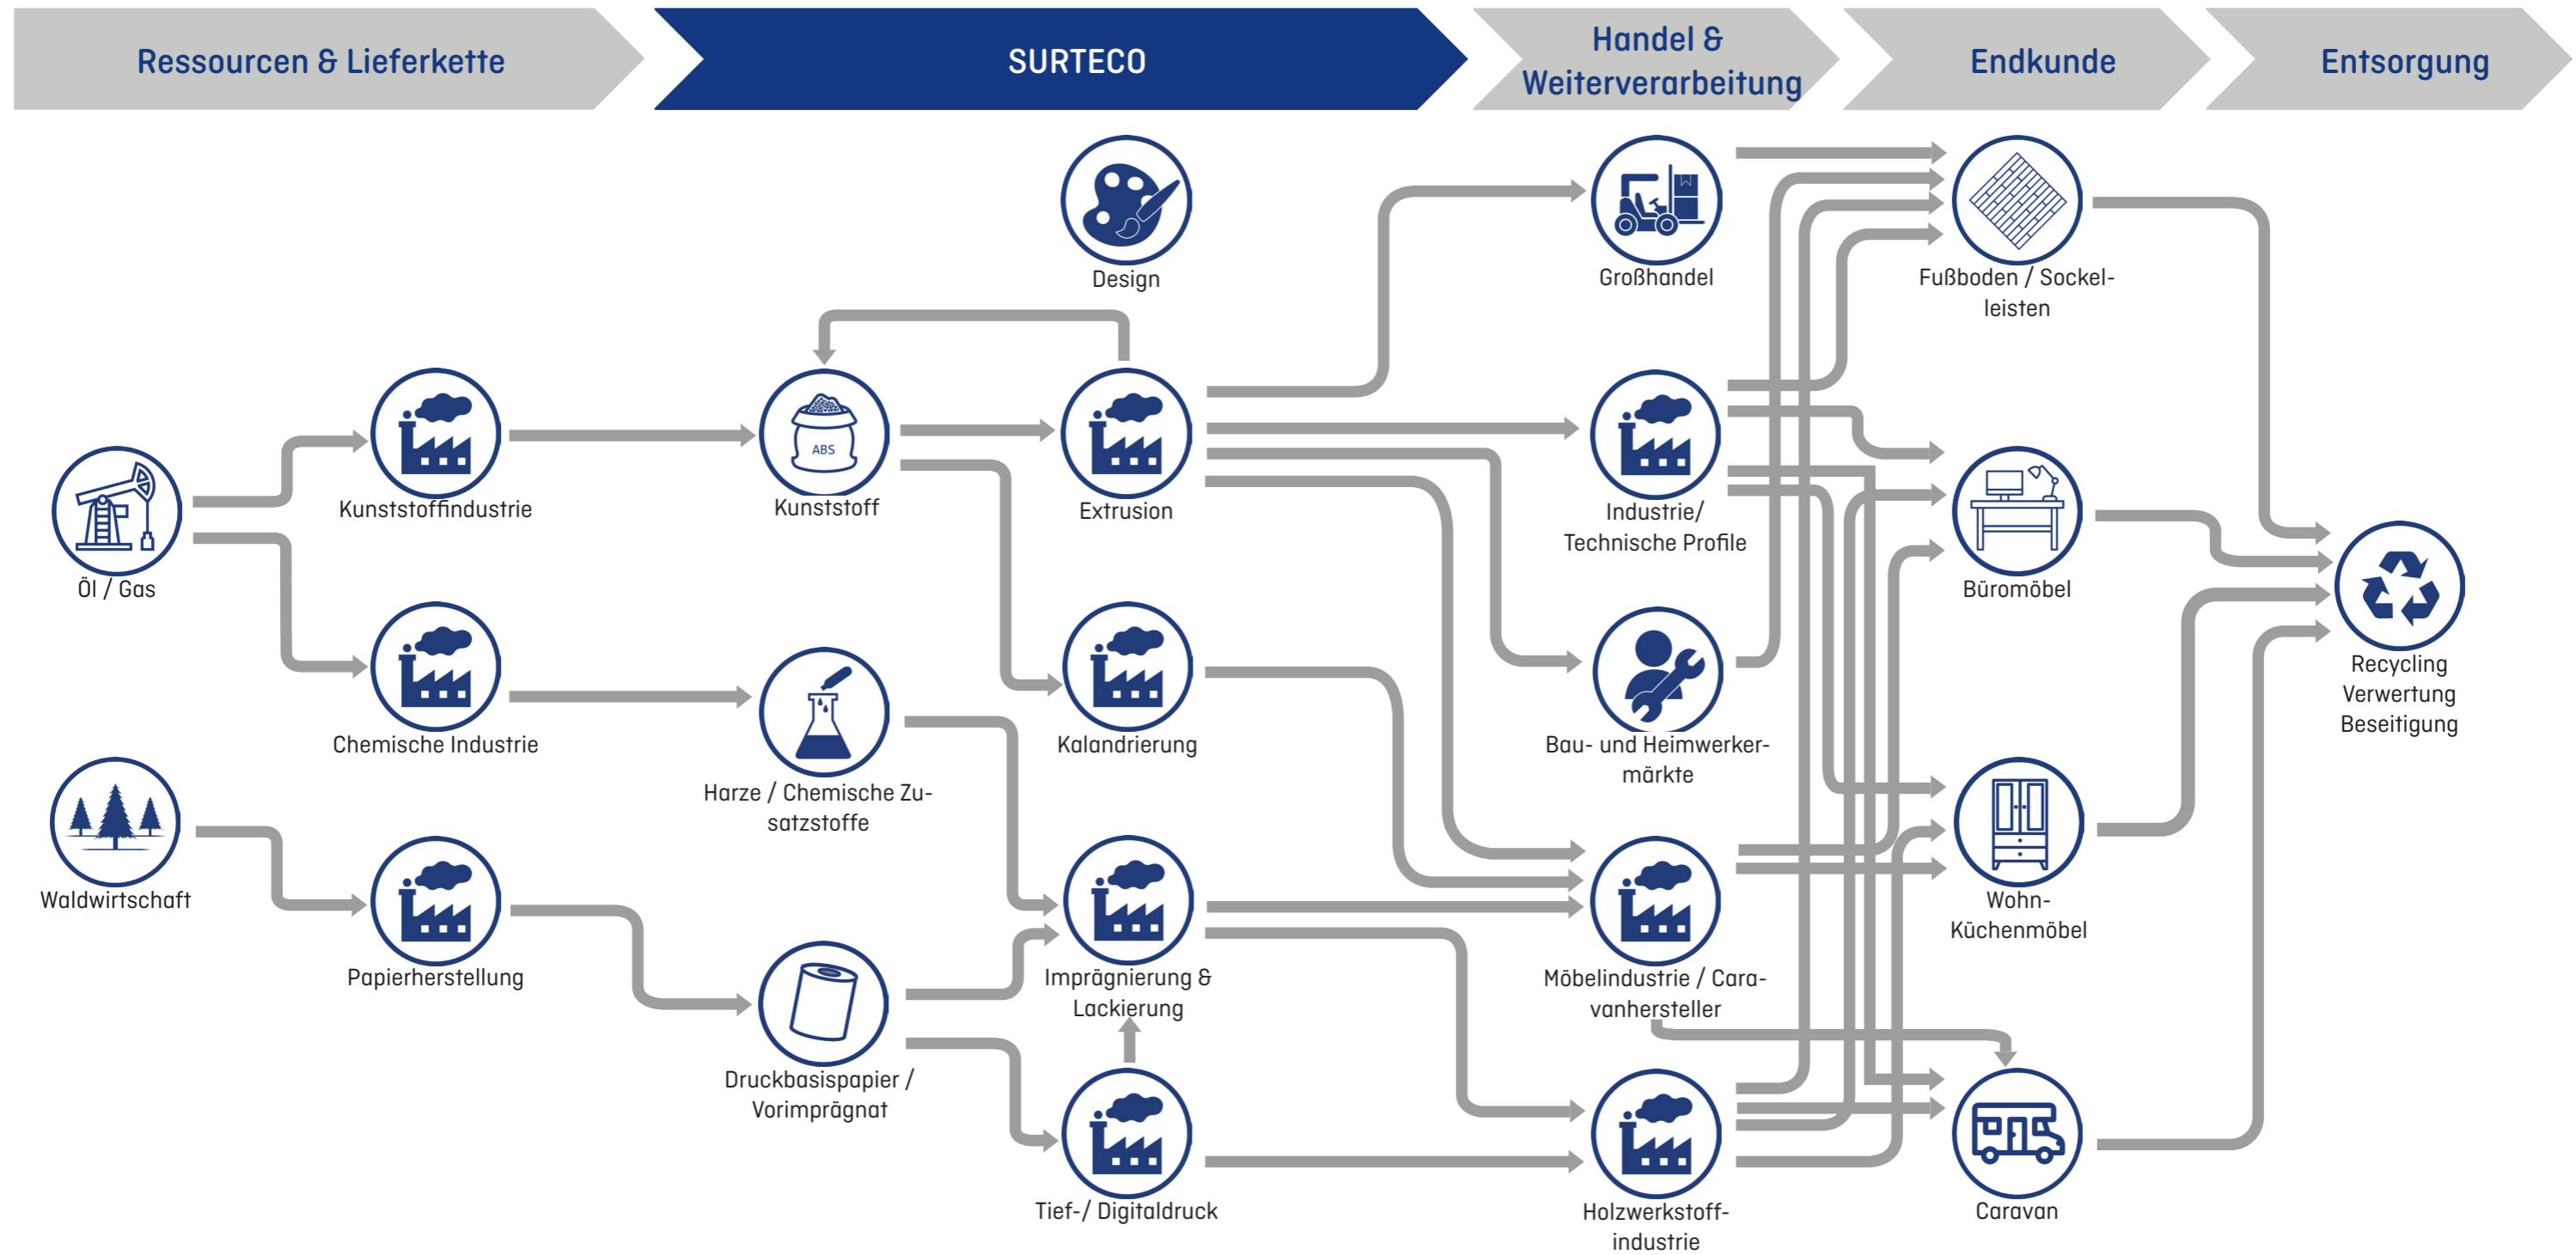 Ressourcen & Lieferkette
SURTECO
Handel &
Weiterverarbeitung
Endkunde
Entsorgung
Design
Großhandel
Fußboden / Sockel-
leisten
Kunststoffindustrie
ABS
Kunststoff
Extrusion
Industrie/
Technische Profile
Öl / Gas
Büromöbel
Recycling
Verwertung
Beseitigung
Chemische Industrie
Harze / Chemische Zu-
satzstoffe
Kalandrierung
Bau- und Heimwerker-
märkte
Waldwirtschaft
Wohn-
Küchenmöbel
Papierherstellung
Imprägnierung &
Lackierung
Möbelindustrie / Cara-
vanhersteller
Druckbasispapier /
Vorimprägnat
Tief-/ Digitaldruck
Holzwerkstoff-
industrie
Caravan